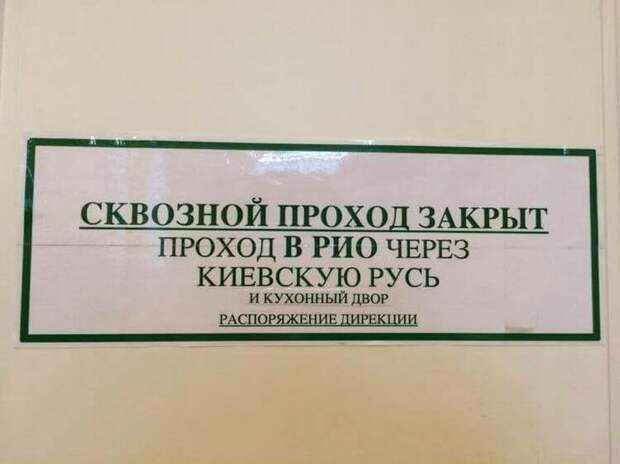 СКВОЗНОЙ ПРОХОД ЗАКРЫТ
ПРОХОД В РИО ЧЕРЕЗ
КИЕВСКУЮ РУСЬ
И КУХОННЫЙ ДВОР
РАСПОРЯЖЕНИЕ ДИРЕКЦИИ